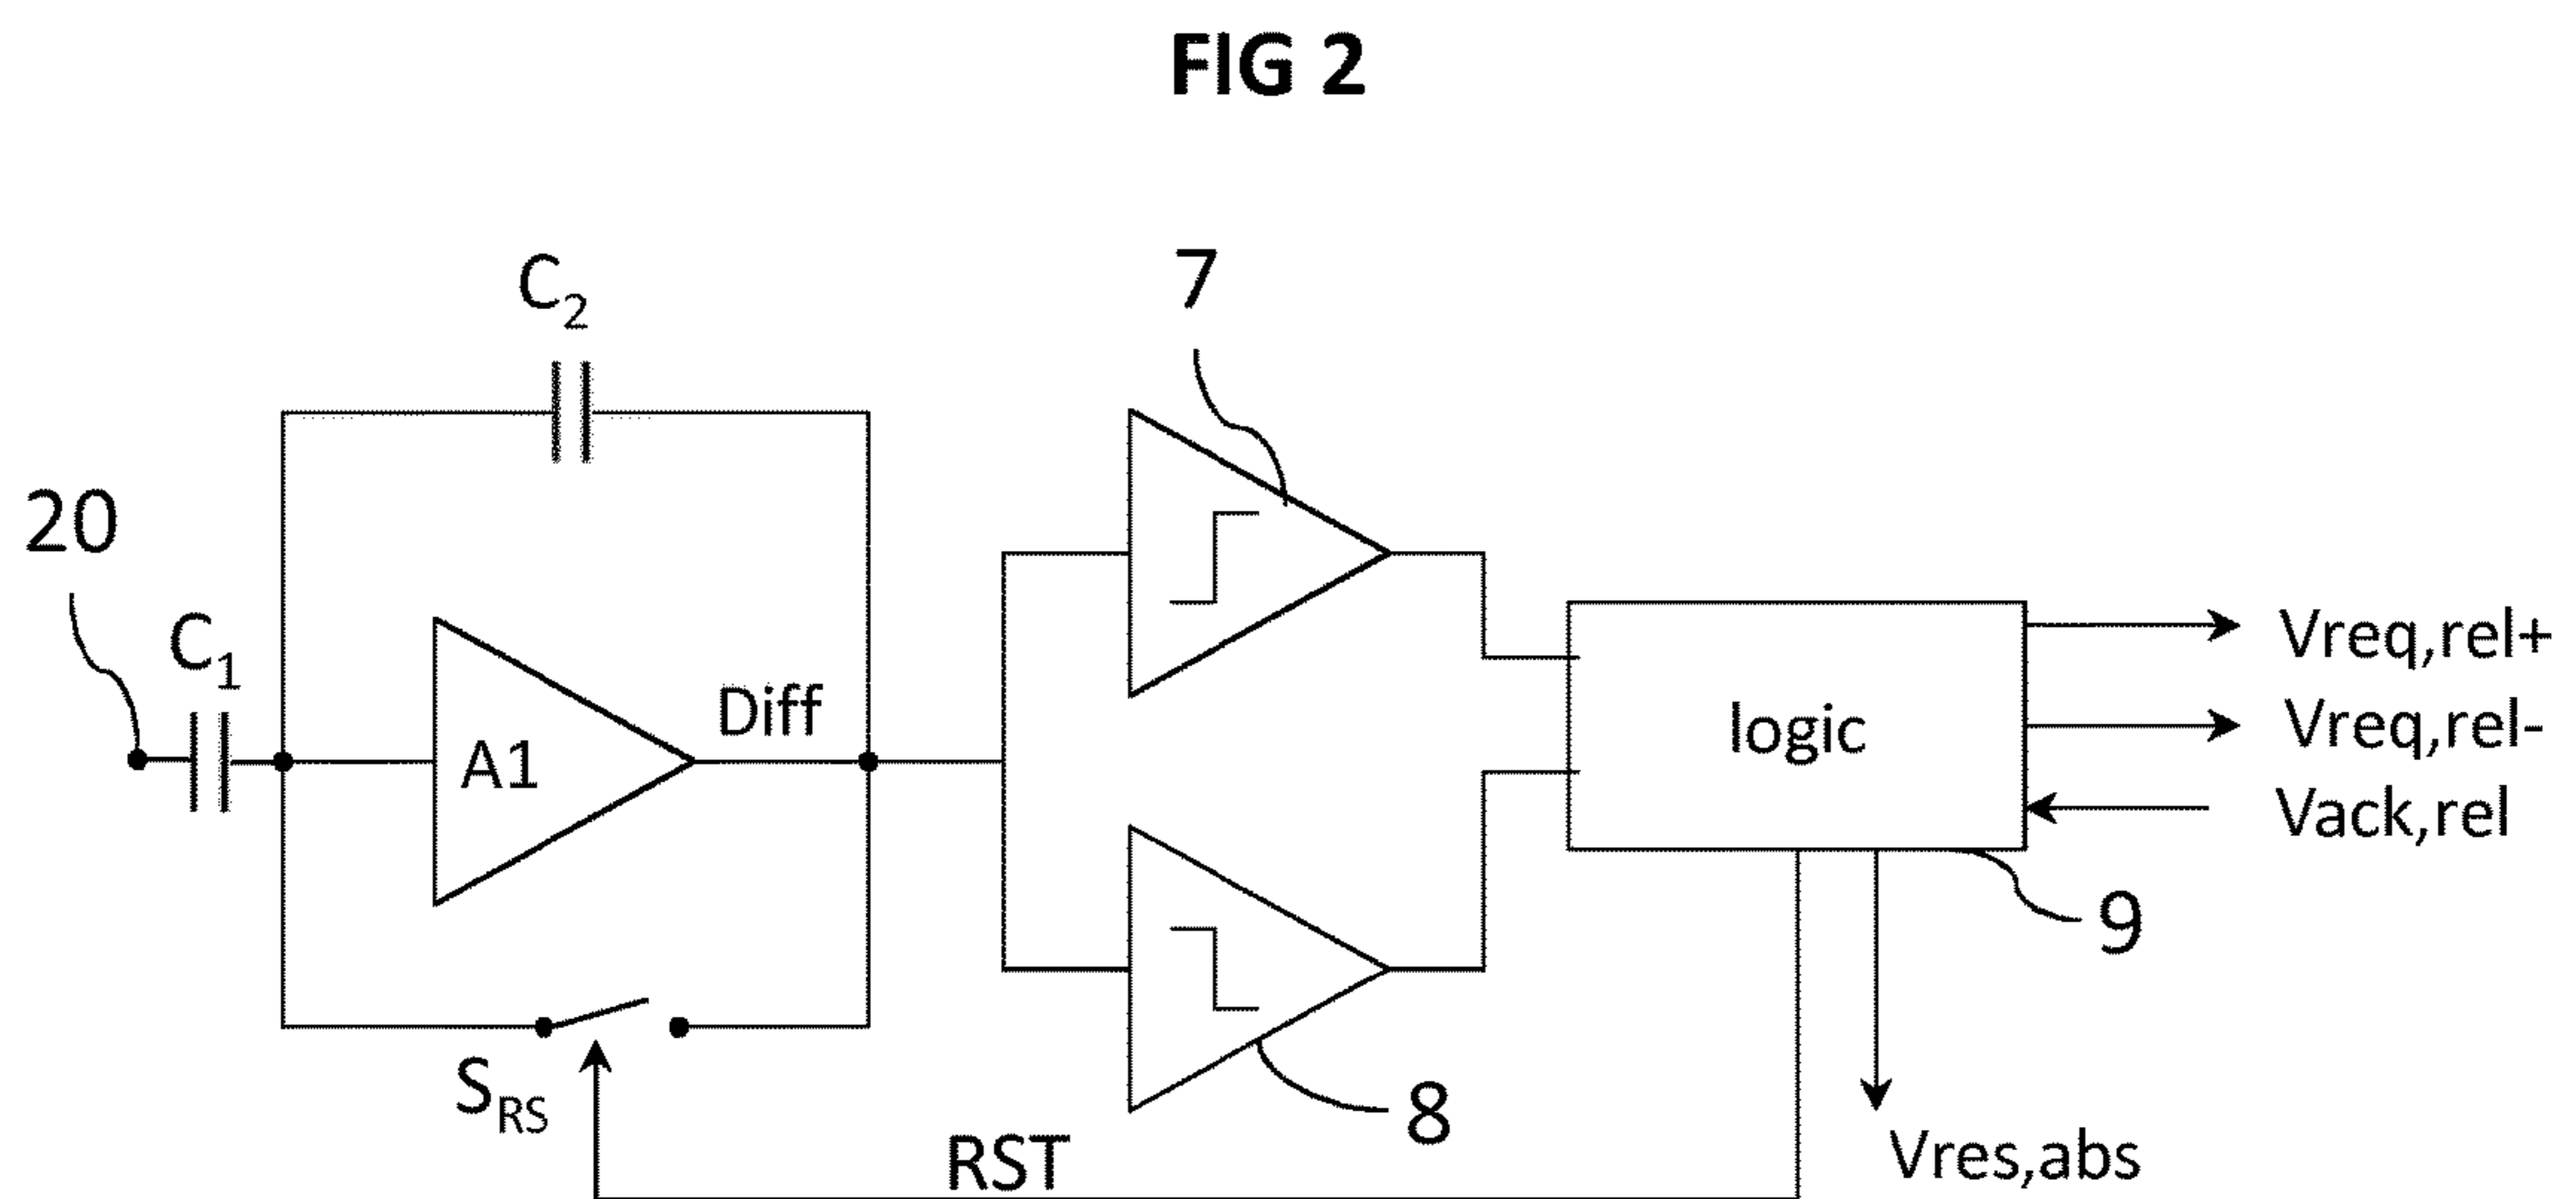 FIG 2
C2
7
20
C1
A1
Diff
logic
Vreq,rel+
Vreq,rel-
Vack,rel
9
SRS
8
RST
Vres,abs